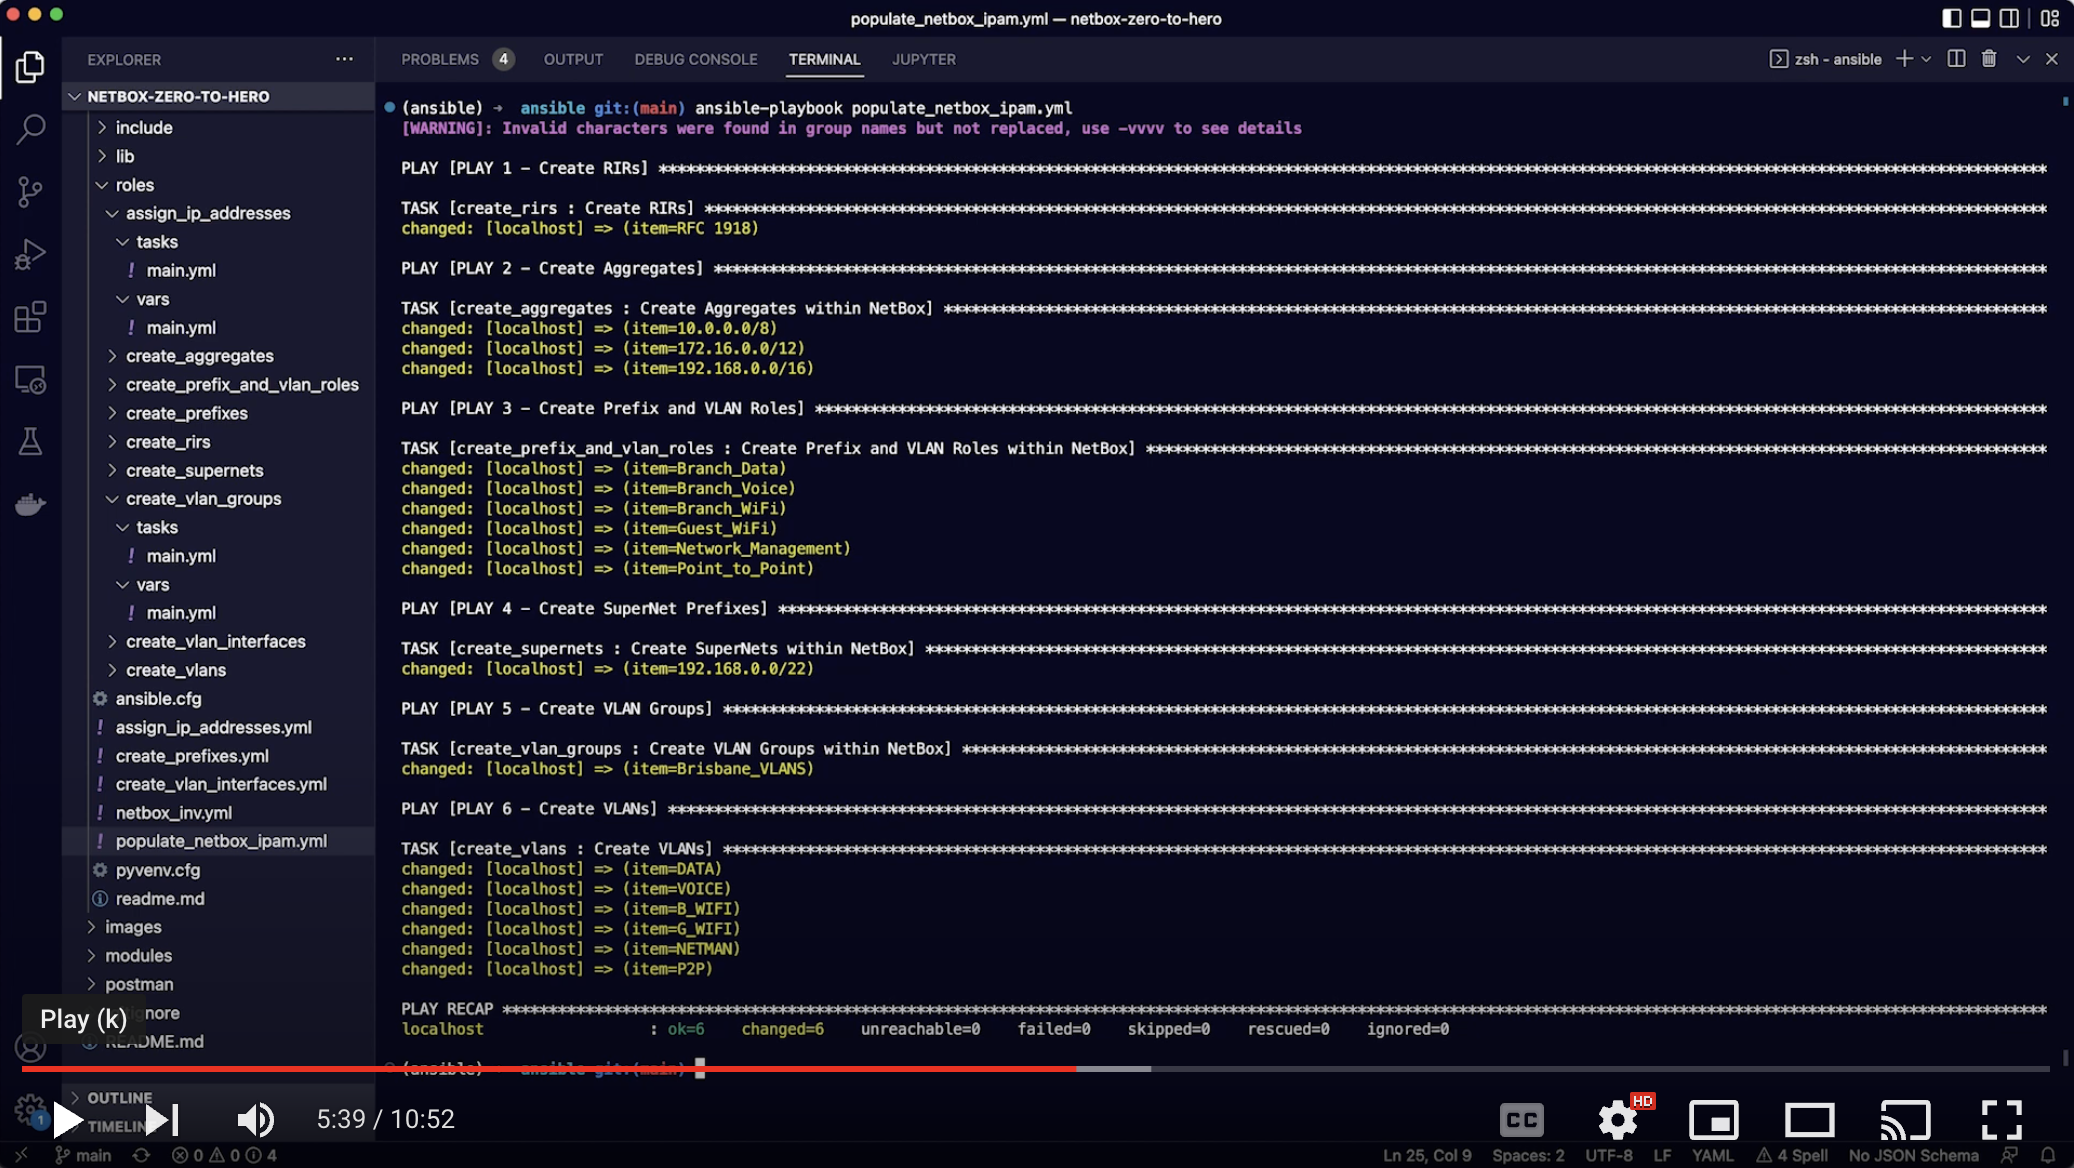 populate_netbox_ipam.yml — netbox-zero-to-hero
EXPLORER
NETBOX-ZERO-TO-HERO
include
lib
roles
assign_ip_addresses
tasks
! main.yml
vars
! main.yml
create_aggregates
create_prefix_and_vlan_roles
create_prefixes
create_rirs
create_supernets
create_vlan_groups
tasks
! main.yml
vars
! main.yml
create_vlan_interfaces
create_vlans
ansible.cfg
! assign_ip_addresses.yml
! create_prefixes.yml
! create_vlan_interfaces.yml
! netbox_inv.yml
! populate_netbox_ipam.yml
pyvenv.cfg
readme.md
images
modules
postman
README.md
OUTLINE
PROBLEMS 4 OUTPUT DEBUG CONSOLE TERMINAL JUPYTER zsh - ansible
(ansible) → ansible git:(main) ansible-playbook populate_netbox_ipam.yml
[WARNING]: Invalid characters were found in group names but not replaced, use -vvvv to see details
PLAY [PLAY 1 – Create RIRs]
TASK [create_rirs : Create RIRs]
changed: [localhost] => (item=RFC 1918)
PLAY [PLAY 2 – Create Aggregates]
TASK [create_aggregates : Create Aggregates within NetBox]
changed: [localhost] => (item=10.0.0.0/8)
changed: [localhost] => (item=172.16.0.0/12)
changed: [localhost] => (item=192.168.0.0/16)
PLAY [PLAY 3 – Create Prefix and VLAN Roles]
TASK [create_prefix_and_vlan_roles : Create Prefix and VLAN Roles within NetBox]
changed: [localhost] => (item=Branch_Data)
changed: [localhost] => (item=Branch_Voice)
changed: [localhost] => (item=Branch_WiFi)
changed: [localhost] => (item=Guest_WiFi)
changed: [localhost] => (item=Network_Management)
changed: [localhost] => (item=Point_to_Point)
PLAY [PLAY 4 – Create SuperNet Prefixes]
TASK [create_supernets : Create SuperNets within NetBox]
changed: [localhost] => (item=192.168.0.0/22)
PLAY [PLAY 5 – Create VLAN Groups]
TASK [create_vlan_groups : Create VLAN Groups within NetBox]
changed: [localhost] => (item=Brisbane_VLANS)
PLAY [PLAY 6 – Create VLANs]
TASK [create_vlans : Create VLANs]
changed: [localhost] => (item=DATA)
changed: [localhost] => (item=VOICE)
changed: [localhost] => (item=B_WIFI)
changed: [localhost] => (item=G_WIFI)
changed: [localhost] => (item=NETMAN)
changed: [localhost] => (item=P2P)
PLAY RECAP
localhost : ok=6 changed=6 unreachable=0 failed=0 skipped=0 rescued=0 ignored=0
(ansible) ansible git:(main)
Play (k)
5:39 / 10:52
CC HD
1
main 0 0 4 Ln 25, Col 9 Spaces: 2 UTF-8 LF YAML 4 Spell No JSON Schema